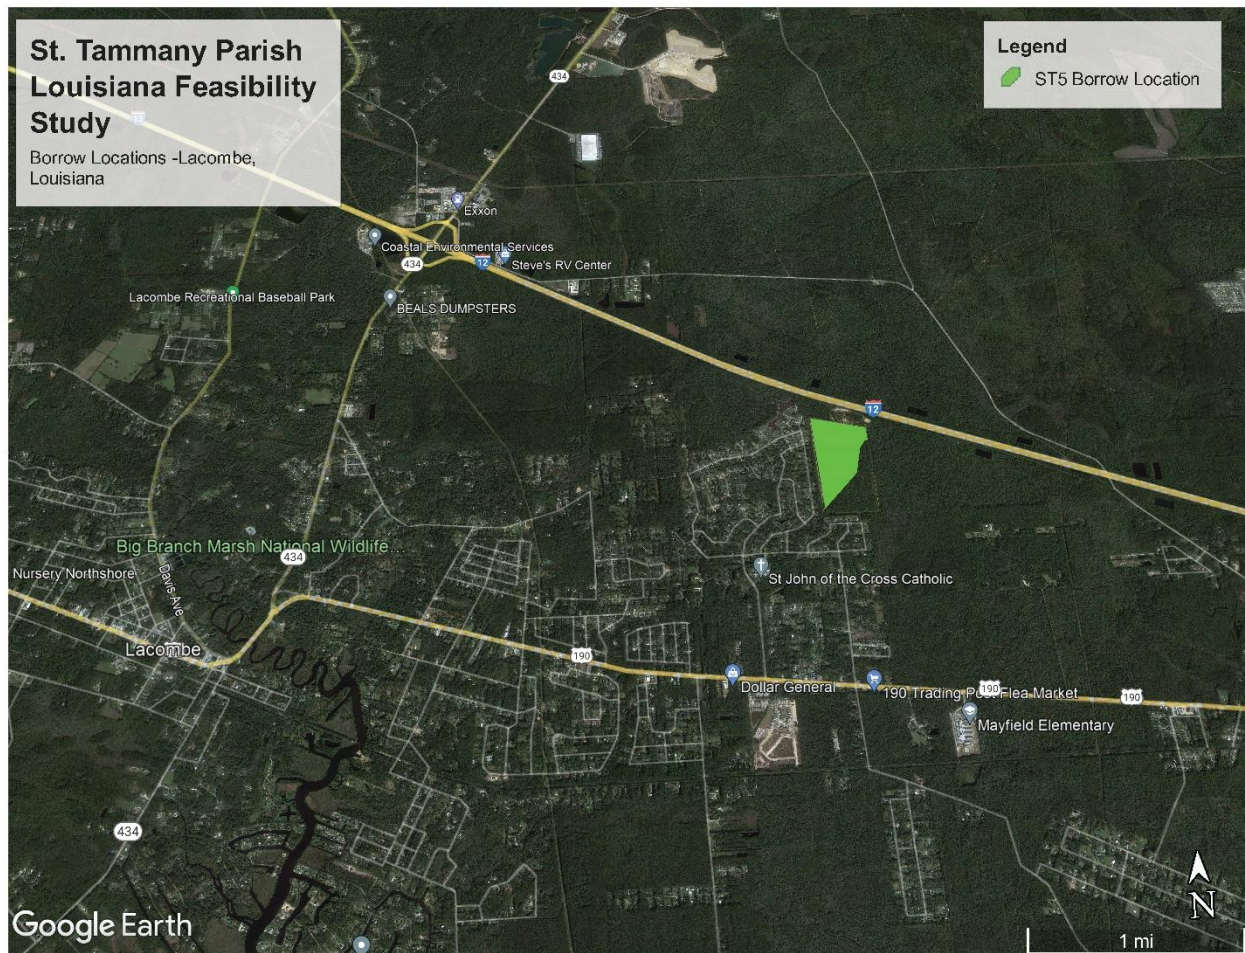 St. Tammany Parish
Louisiana Feasibility
Study
Borrow Locations -Lacombe,
Louisiana
Legend
ST5 Borrow Location
434
12
Exxon
Coastal Environmental Services
434
12
Steve's RV Center
Lacombe Recreational Baseball Park
BEALS DUMPSTERS
12
Big Branch Marsh National Wildlife...
434
Nursery Northshore
Davis Ave
St John of the Cross Catholic
Lacombe
190
Dollar General
190 Trading Post Flea Market
190
190
Mayfield Elementary
434
Google Earth
N
1 mi